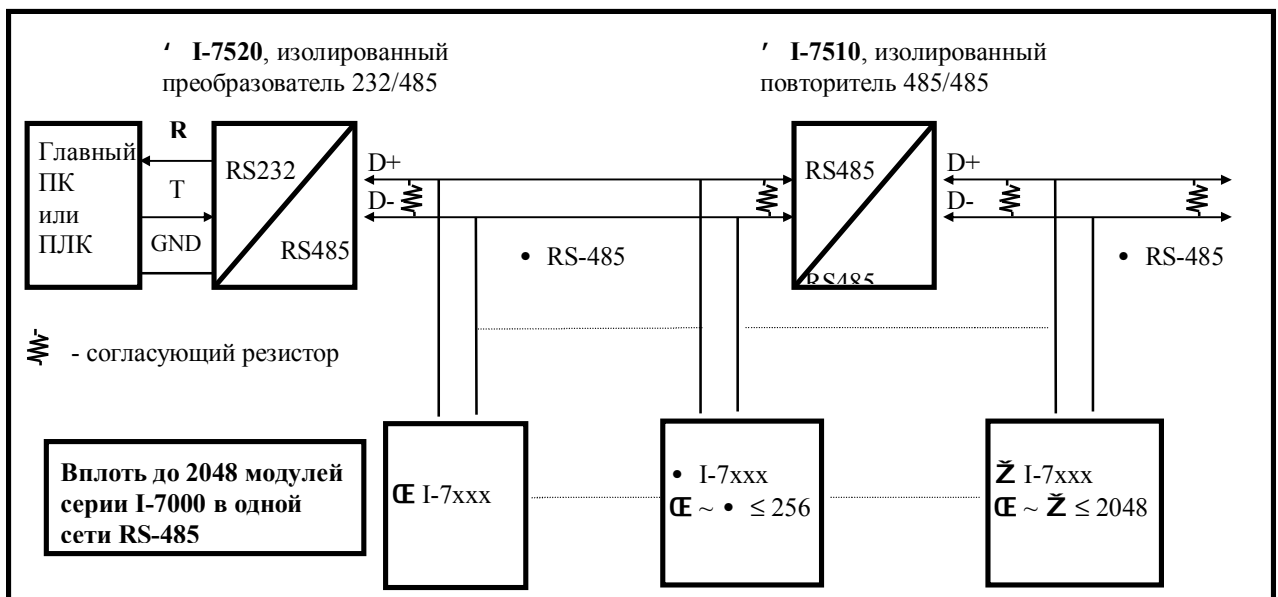 ‘ I-7520, изолированный
преобразователь 232/485
’ I-7510, изолированный
повторитель 485/485
Главный
ПК
или
ПЛК
R
T
GND
RS232
RS485
D+
D-
• RS-485
RS485
RS485
D+
D-
• RS-485
- согласующий резистор
Вплоть до 2048 модулей
серии I-7000 в одной
сети RS-485
Œ I-7xxx
• I-7xxx
Œ ~ • ≤ 256
Ž I-7xxx
Œ ~ Ž ≤ 2048